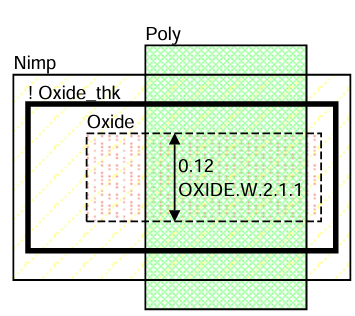 Poly
Nimp
! Oxide_thk
Oxide
0.12
OXIDE.W.2.1.1